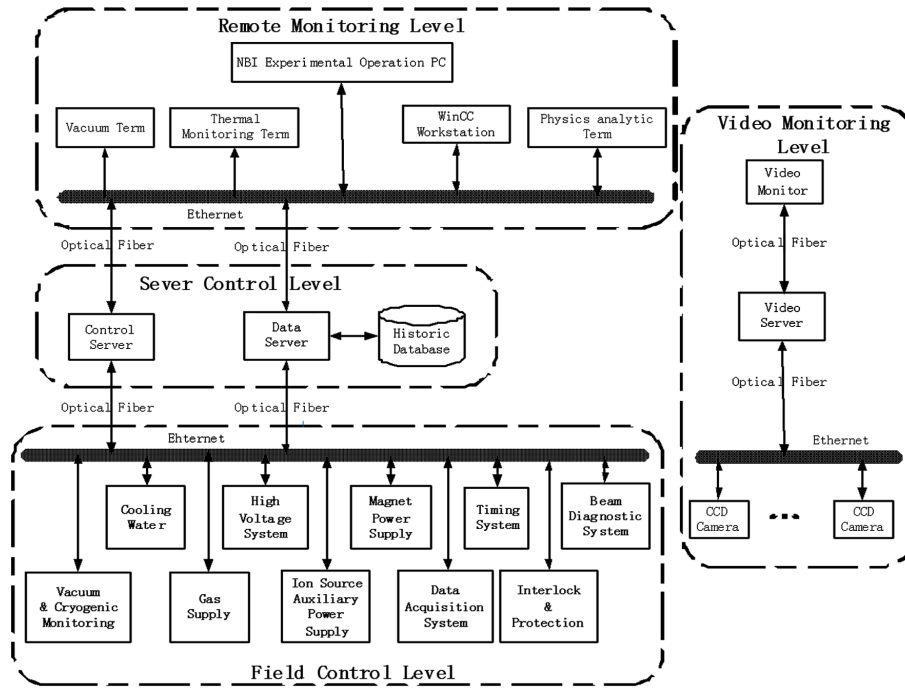 Remote Monitoring Level
NBI Experimental Operation PC
Vacuum Term
Thermal
Monitoring Term
WinCC
Workstation
Physics analytic
Term
Ethernet
Optical Fiber
Optical Fiber
Sever Control Level
Control
Server
Data
Server
Historic
Database
Optical Fiber
Optical Fiber
Ehternet
Cooling
Water
High
Voltage
System
Magnet
Power
Supply
Timing
System
Beam
Diagnostic
System
Vacuum
& Cryogenic
Monitoring
Gas
Supply
Ion Source
Auxiliary
Power
Supply
Data
Acquisition
System
Interlock
&
Protection
Field Control Level
Video Monitoring
Level
Video
Monitor
Optical Fiber
Video
Server
Optical Fiber
Ethernet
CCD
Camera
CCD
Camera